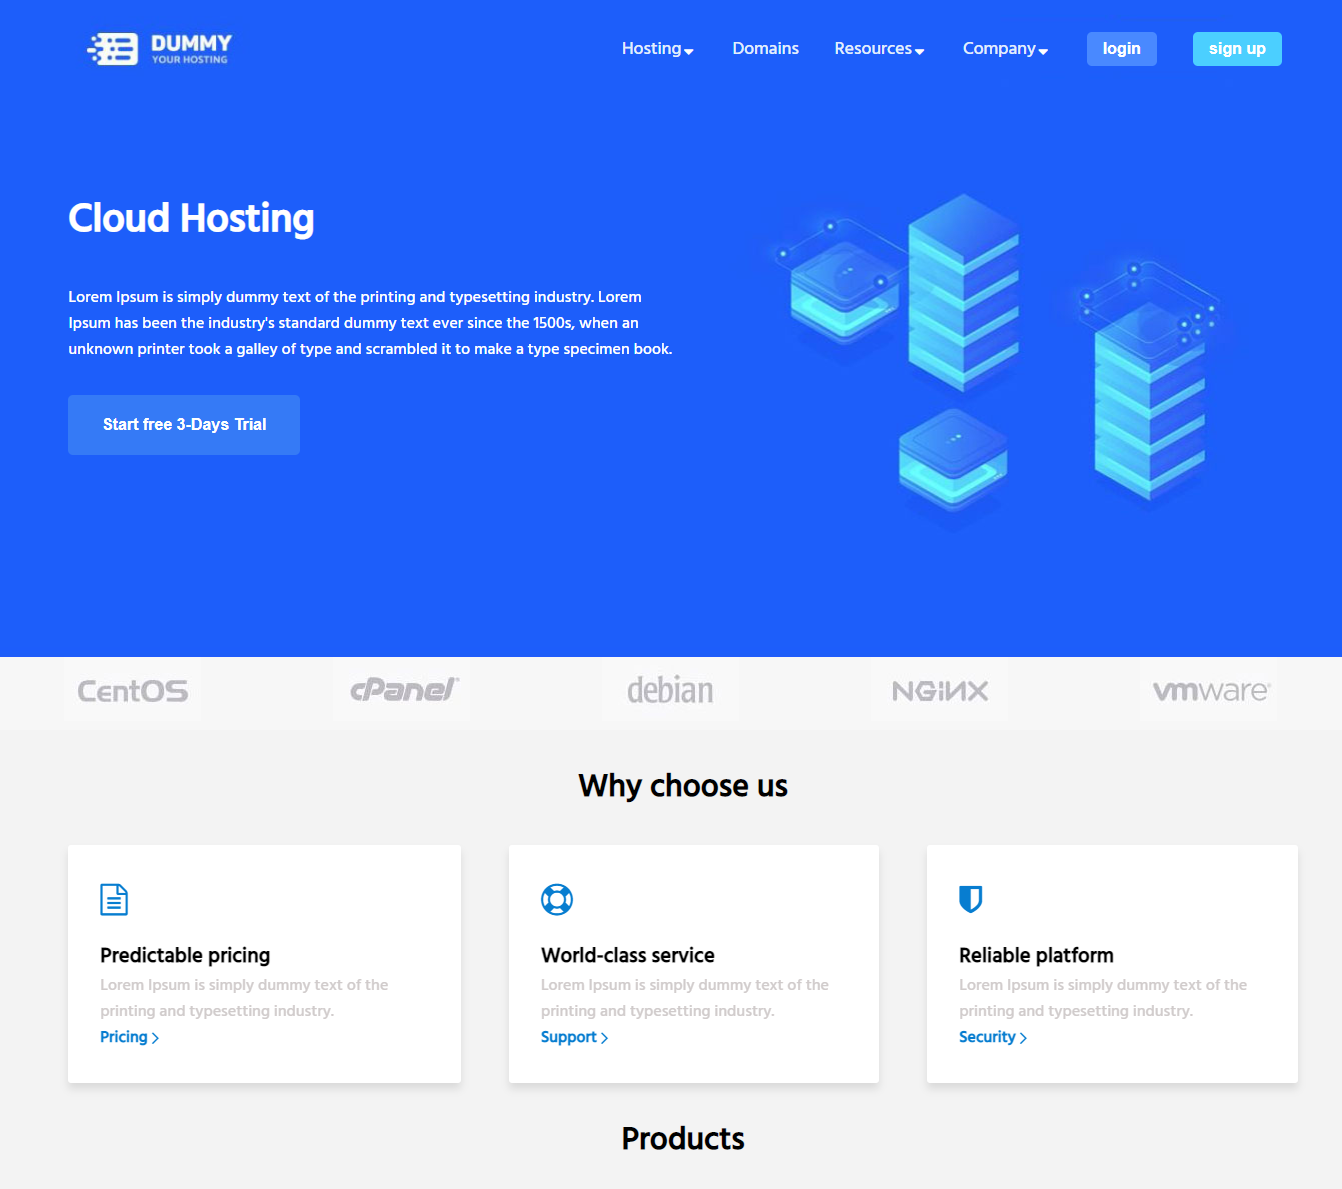 DUMMY
YOUR HOSTING
Hosting
Domains
Resources
Company
login
sign up
Cloud Hosting
Lorem Ipsum is simply dummy text of the printing and typesetting industry. Lorem
Ipsum has been the industry's standard dummy text ever since the 1500s, when an
unknown printer took a galley of type and scrambled it to make a type specimen book.
Start free 3-Days Trial
CentOS
cPanel®
debian
NGINX
vmware®
Why choose us
Predictable pricing
Lorem Ipsum is simply dummy text of the
printing and typesetting industry.
Pricing
World-class service
Lorem Ipsum is simply dummy text of the
printing and typesetting industry.
Support
Reliable platform
Lorem Ipsum is simply dummy text of the
printing and typesetting industry.
Security
Products